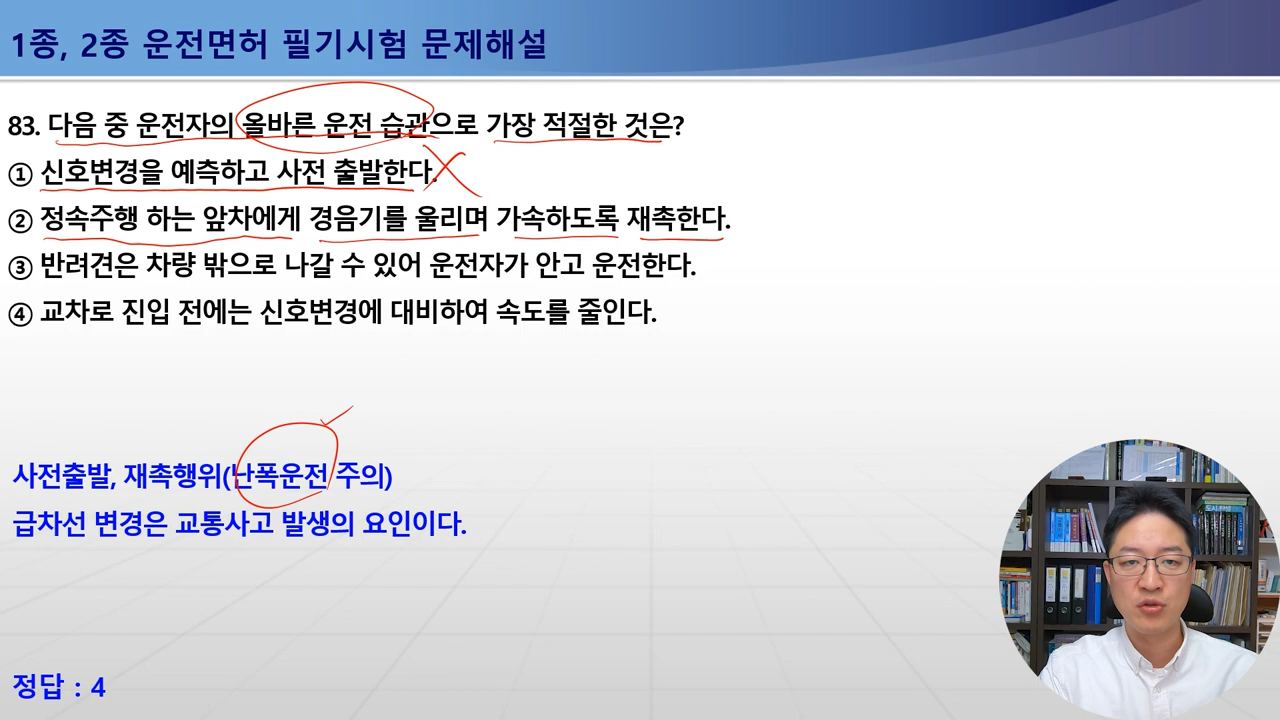 1종, 2종 운전면허 필기시험 문제해설
83. 다음 중 운전자의 올바른 운전 습관으로 가장 적절한 것은?
① 신호변경을 예측하고 사전 출발한다.
② 정속주행 하는 앞차에게 경음기를 울리며 가속하도록 재촉한다.
③ 반려견은 차량 밖으로 나갈 수 있어 운전자가 안고 운전한다.
④ 교차로 진입 전에는 신호변경에 대비하여 속도를 줄인다.
사전출발, 재촉행위(난폭운전 주의)
급차선 변경은 교통사고 발생의 요인이다.
정답 : 4